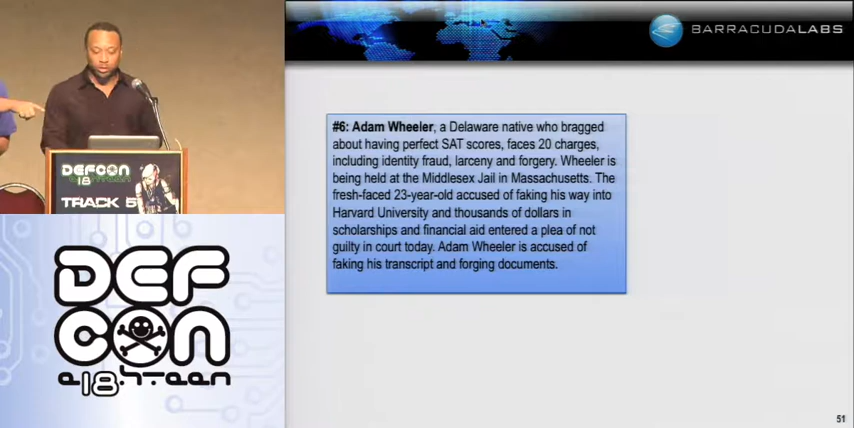 BARRACUDALABS
#6: Adam Wheeler, a Delaware native who bragged
about having perfect SAT scores, faces 20 charges,
including identity fraud, larceny and forgery. Wheeler is
being held at the Middlesex Jail in Massachusetts. The
fresh-faced 23-year-old accused of faking his way into
Harvard University and thousands of dollars in
scholarships and financial aid entered a plea of not
guilty in court today. Adam Wheeler is accused of
faking his transcript and forging documents.
DEFCON
18
TRACK 5
DEF
CON
e18hteen
51